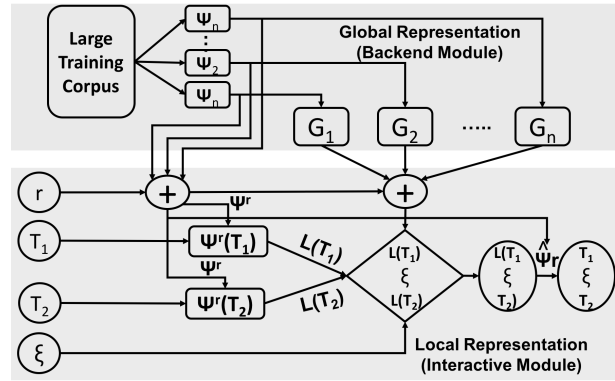 Large
Training
Corpus
Ψn
⋮
Ψ2
Ψn
Global Representation
(Backend Module)
G1
G2
.....
Gn
r
+
+
Ψr
T1
Ψr(T1)
L(T1)
Ψr
T2
Ψr(T2)
L(T2)
ξ
L(T1)
ξ
L(T2)
L(T1
ξ
T2)
Ψ̂r
T1
ξ
T2
Local Representation
(Interactive Module)